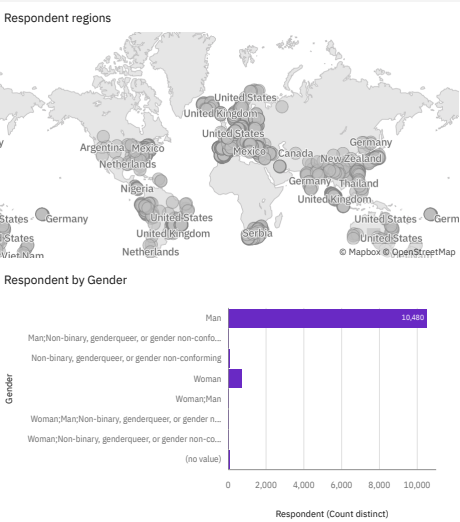 Respondent regions
United States
United Kingdom
United States
Argentina
Mexico
Mexico
Canada
Germany
New Zealand
Netherlands
Nigeria
Germany
Thailand
United Kingdom
States
Germany
United States
United States
Germ
States
United Kingdom
Serbia
United States
Viet Nam
Netherlands
© Mapbox © OpenStreetMap
Respondent by Gender
Gender
Man
10,480
Man;Non-binary, genderqueer, or gender non-confo...
Non-binary, genderqueer, or gender non-conforming
Woman
Woman;Man
Woman;Man;Non-binary, genderqueer, or gender n...
Woman;Non-binary, genderqueer, or gender non-co...
(no value)
0 2,000 4,000 6,000 8,000 10,000
Respondent (Count distinct)